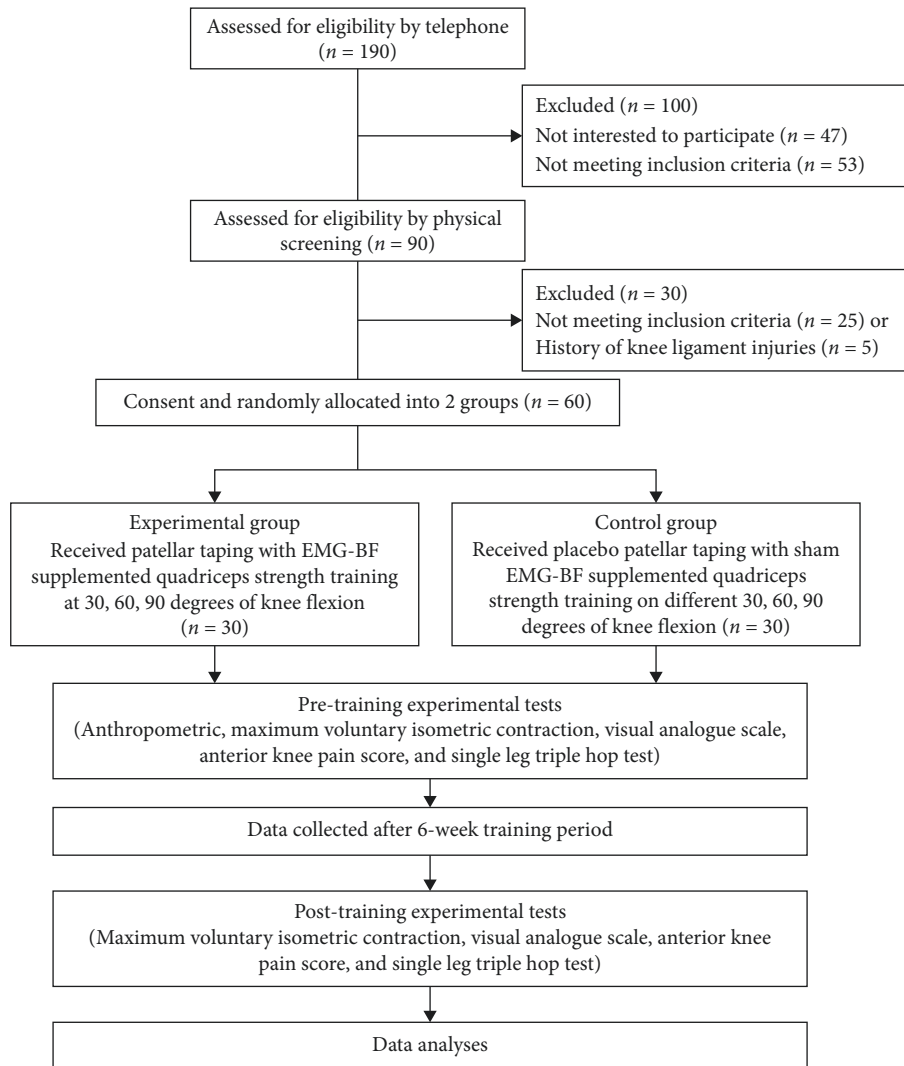 Assessed for eligibility by telephone
(n = 190)
Excluded (n = 100)
Not interested to participate (n = 47)
Not meeting inclusion criteria (n = 53)
Assessed for eligibility by physical
screening (n = 90)
Excluded (n = 30)
Not meeting inclusion criteria (n = 25) or
History of knee ligament injuries (n = 5)
Consent and randomly allocated into 2 groups (n = 60)
Experimental group
Received patellar taping with EMG-BF
supplemented quadriceps strength training
at 30, 60, 90 degrees of knee flexion
(n = 30)
Control group
Received placebo patellar taping with sham
EMG-BF supplemented quadriceps
strength training on different 30, 60, 90
degrees of knee flexion (n = 30)
Pre-training experimental tests
(Anthropometric, maximum voluntary isometric contraction, visual analogue scale,
anterior knee pain score, and single leg triple hop test)
Data collected after 6-week training period
Post-training experimental tests
(Maximum voluntary isometric contraction, visual analogue scale, anterior knee
pain score, and single leg triple hop test)
Data analyses